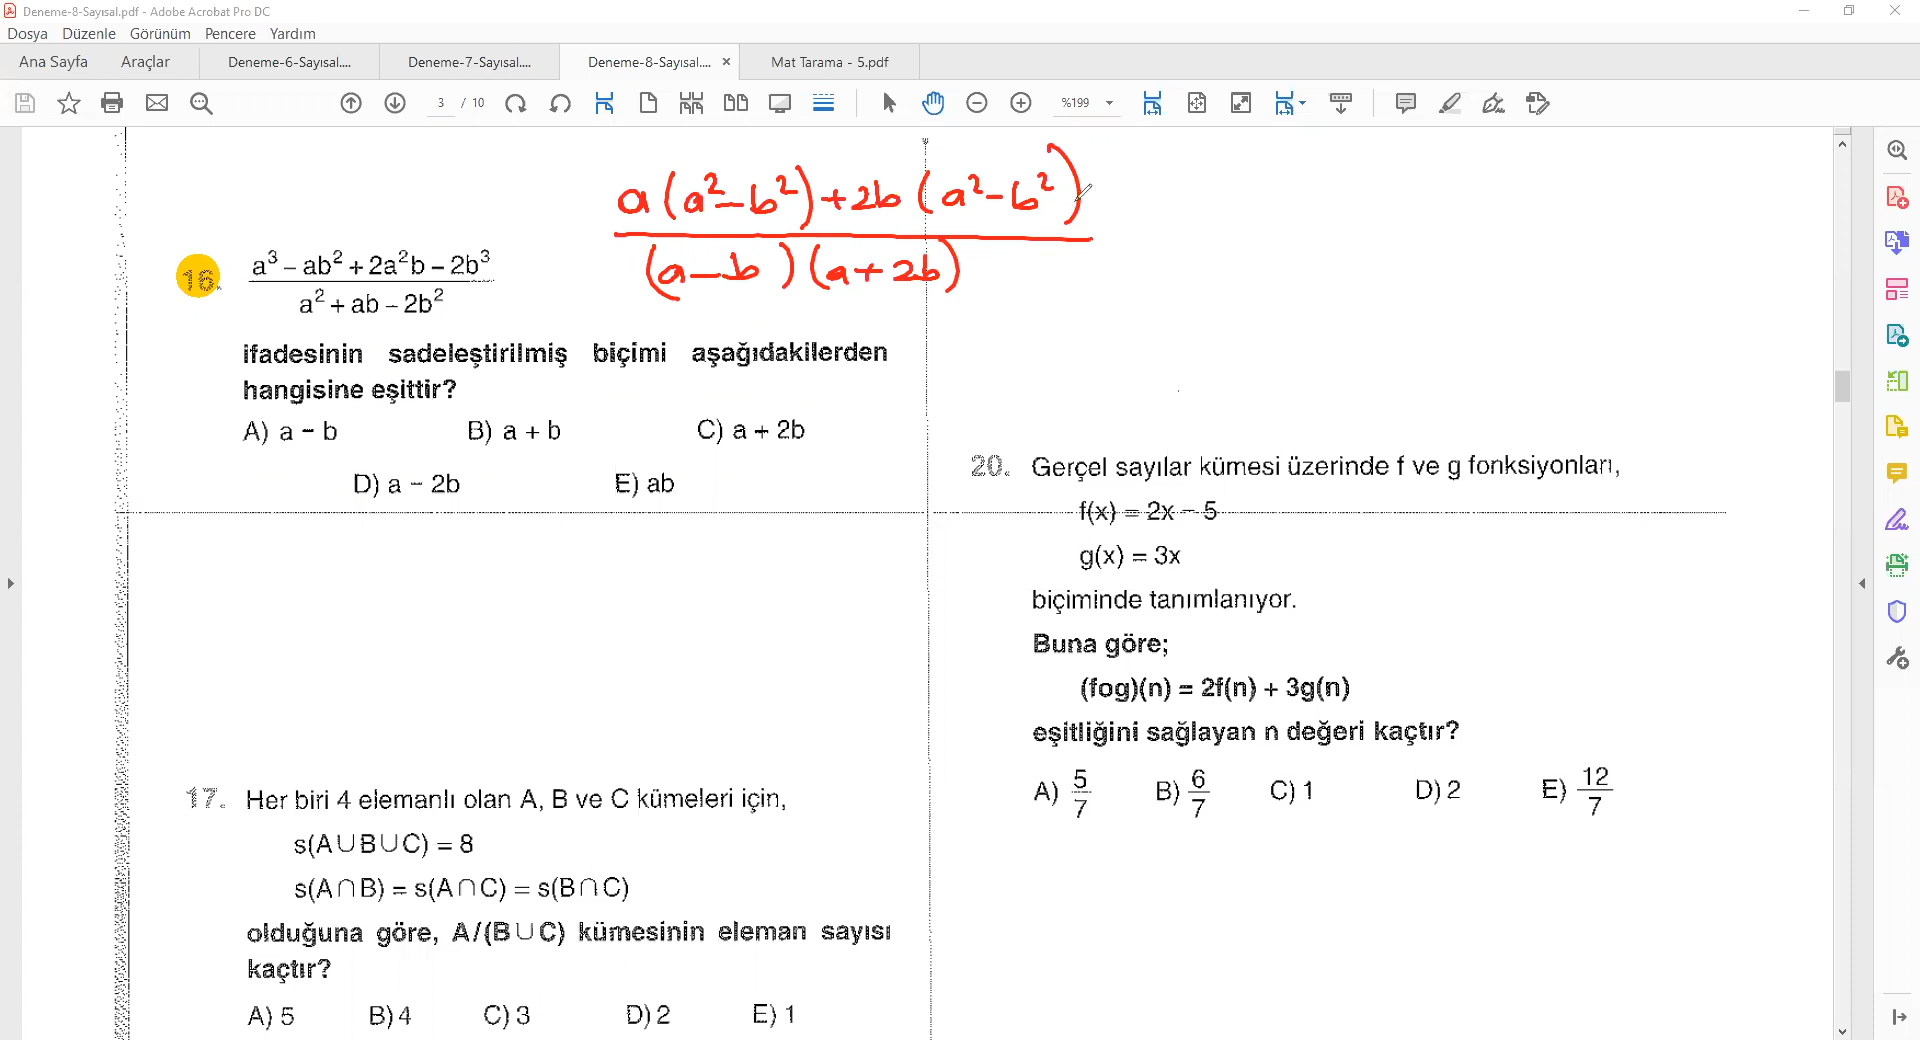 Deneme-8-Sayısal.pdf - Adobe Acrobat Pro DC
Dosya Düzenle Görünüm Pencere Yardım
Ana Sayfa Araçlar Deneme-6-Sayısal.... Deneme-7-Sayısal.... Deneme-8-Sayısal.... × Mat Tarama - 5.pdf
3 / 10 %199
a(a²-b²)+2b(a²-b²)
(a-b)(a+2b)
16. a³ - ab² + 2a²b - 2b³
a² + ab - 2b²
ifadesinin sadeleştirilmiş biçimi aşağıdakilerden
hangisine eşittir?
A) a - b B) a + b C) a + 2b
D) a - 2b E) ab
17. Her biri 4 elemanlı olan A, B ve C kümeleri için,
s(A∪B∪C) = 8
s(A∩B) = s(A∩C) = s(B∩C)
olduğuna göre, A/(B∪C) kümesinin eleman sayısı
kaçtır?
A) 5 B) 4 C) 3 D) 2 E) 1
20. Gerçel sayılar kümesi üzerinde f ve g fonksiyonları,
f(x) = 2x - 5
g(x) = 3x
biçiminde tanımlanıyor.
Buna göre;
(fog)(n) = 2f(n) + 3g(n)
eşitliğini sağlayan n değeri kaçtır?
A) 5/7 B) 6/7 C) 1 D) 2 E) 12/7